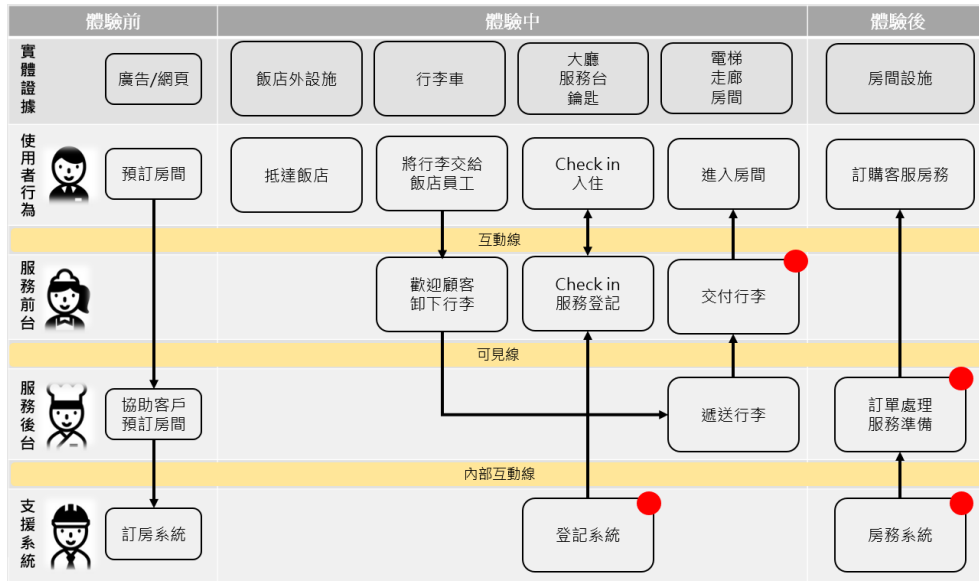 體驗前
體驗中
體驗後
實體證據
廣告/網頁
飯店外設施
行李車
大廳
服務台
鑰匙
電梯
走廊
房間
房間設施
使用者行為
預訂房間
抵達飯店
將行李交給
飯店員工
Check in
入住
進入房間
訂購客服房務
互動線
服務前台
歡迎顧客
卸下行李
Check in
服務登記
交付行李
可見線
服務後台
協助客戶
預訂房間
遞送行李
訂單處理
服務準備
內部互動線
支援系統
訂房系統
登記系統
房務系統